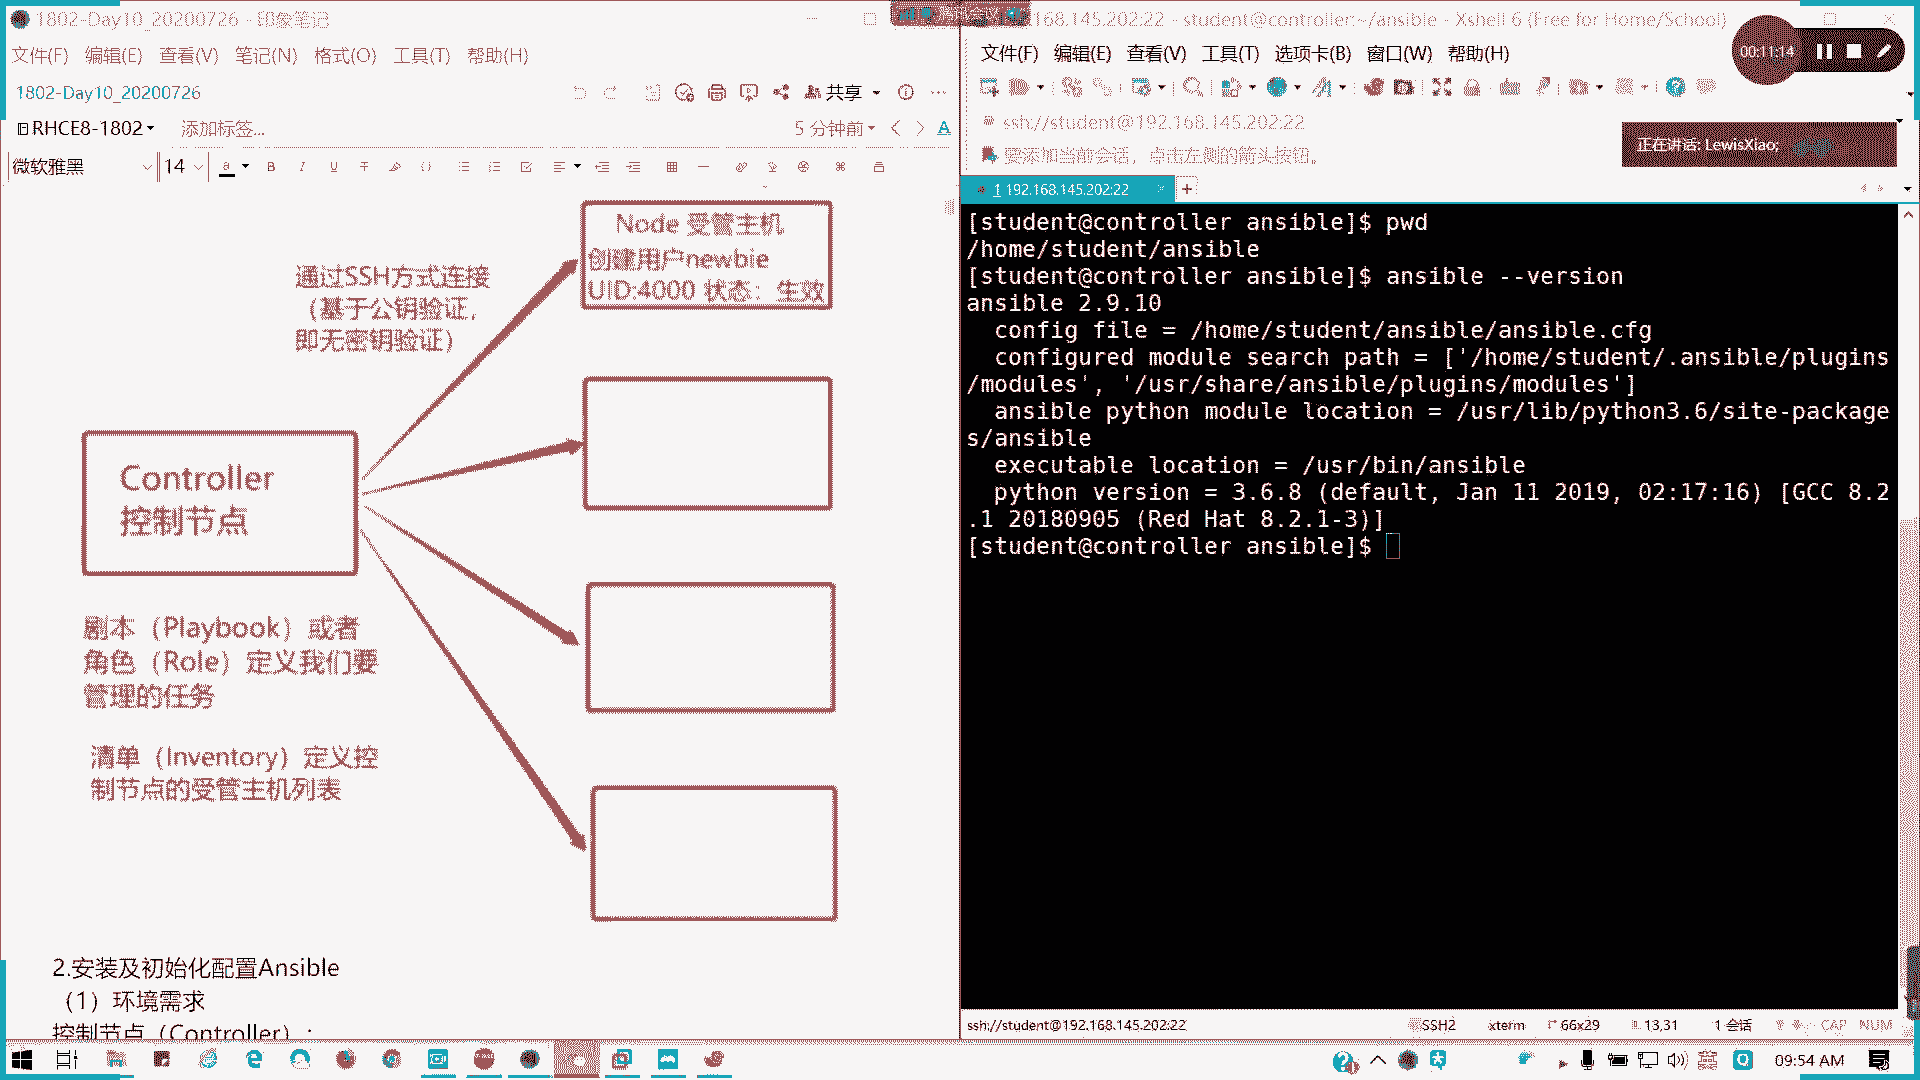 1802-Day10_20200726 - 印象笔记
文件(F) 编辑(E) 查看(V) 笔记(N) 格式(O) 工具(T) 帮助(H)
1802-Day10_20200726
共享
RHCE8-1802
添加标签...
5 分钟前
微软雅黑
14
Node 受管主机
创建用户newbie
UID:4000 状态：生效
通过SSH方式连接
（基于公钥验证，
即无密钥验证）
Controller
控制节点
剧本（Playbook）或者
角色（Role）定义我们要
管理的任务
清单（Inventory）定义控
制节点的受管主机列表
2.安装及初始化配置Ansible
（1）环境需求
控制节点（Controller）：
168.145.202:22 - student@controller:~/ansible - Xshell 6 (Free for Home/School)
00:11:14
文件(F) 编辑(E) 查看(V) 工具(T) 选项卡(B) 窗口(W) 帮助(H)
ssh://student@192.168.145.202:22
正在讲话: LewisXiao;
要添加当前会话，点击左侧的箭头按钮。
1 192.168.145.202:22
[student@controller ansible]$ pwd
/home/student/ansible
[student@controller ansible]$ ansible --version
ansible 2.9.10
config file = /home/student/ansible/ansible.cfg
configured module search path = ['/home/student/.ansible/plugins
/modules', '/usr/share/ansible/plugins/modules']
ansible python module location = /usr/lib/python3.6/site-package
s/ansible
executable location = /usr/bin/ansible
python version = 3.6.8 (default, Jan 11 2019, 02:17:16) [GCC 8.2
.1 20180905 (Red Hat 8.2.1-3)]
[student@controller ansible]$
ssh://student@192.168.145.202:22
SSH2
xterm
66x29
13,31
1 会话
CAP NUM
09:54 AM